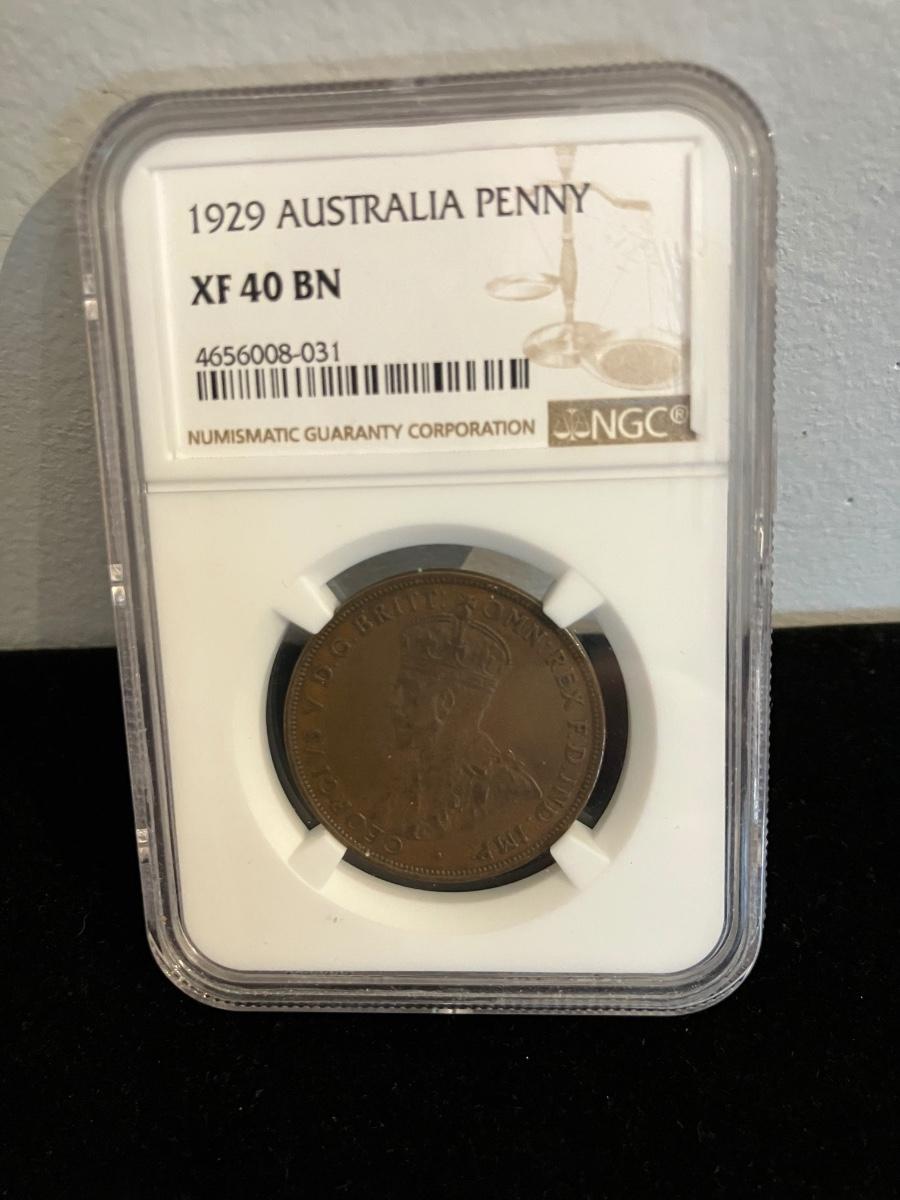 1929 AUSTRALIA PENNY
XF 40 BN
4656008-031
NUMISMATIC GUARANTY CORPORATION
NGC®
GEORGIVS V D.G.BRITT: OMN: REX F.D.IND: IMP: